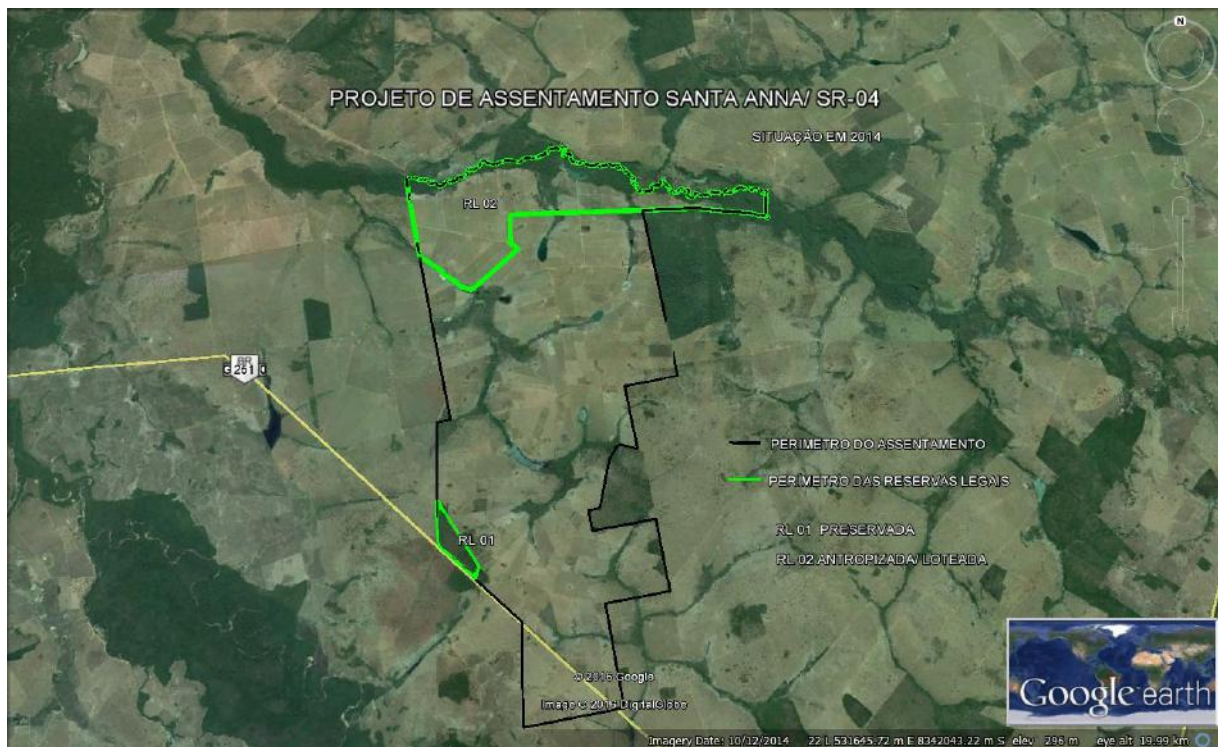 N
PROJETO DE ASSENTAMENTO SANTA ANNA/ SR-04
SITUAÇÃO EM 2014
RL 02
BR
251
PERIMETRO DO ASSENTAMENTO
PERÍMETRO DAS RESERVAS LEGAIS
RL 01
RL 01 PRESERVADA
RL 02 ANTROPIZADA/ LOTEADA
© 2016 Google
Image © 2016 DigitalGlobe
Google earth
Imagery Date: 10/12/2014 22 L 531645.72 m E 8342043.22 m S elev 296 m eye alt 19.99 km